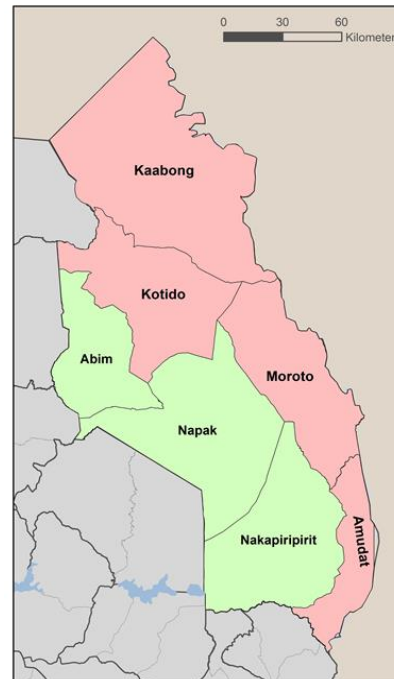 0 30 60
Kilometer
Kaabong
Kotido
Abim
Moroto
Napak
Nakapiripirit
Amudat